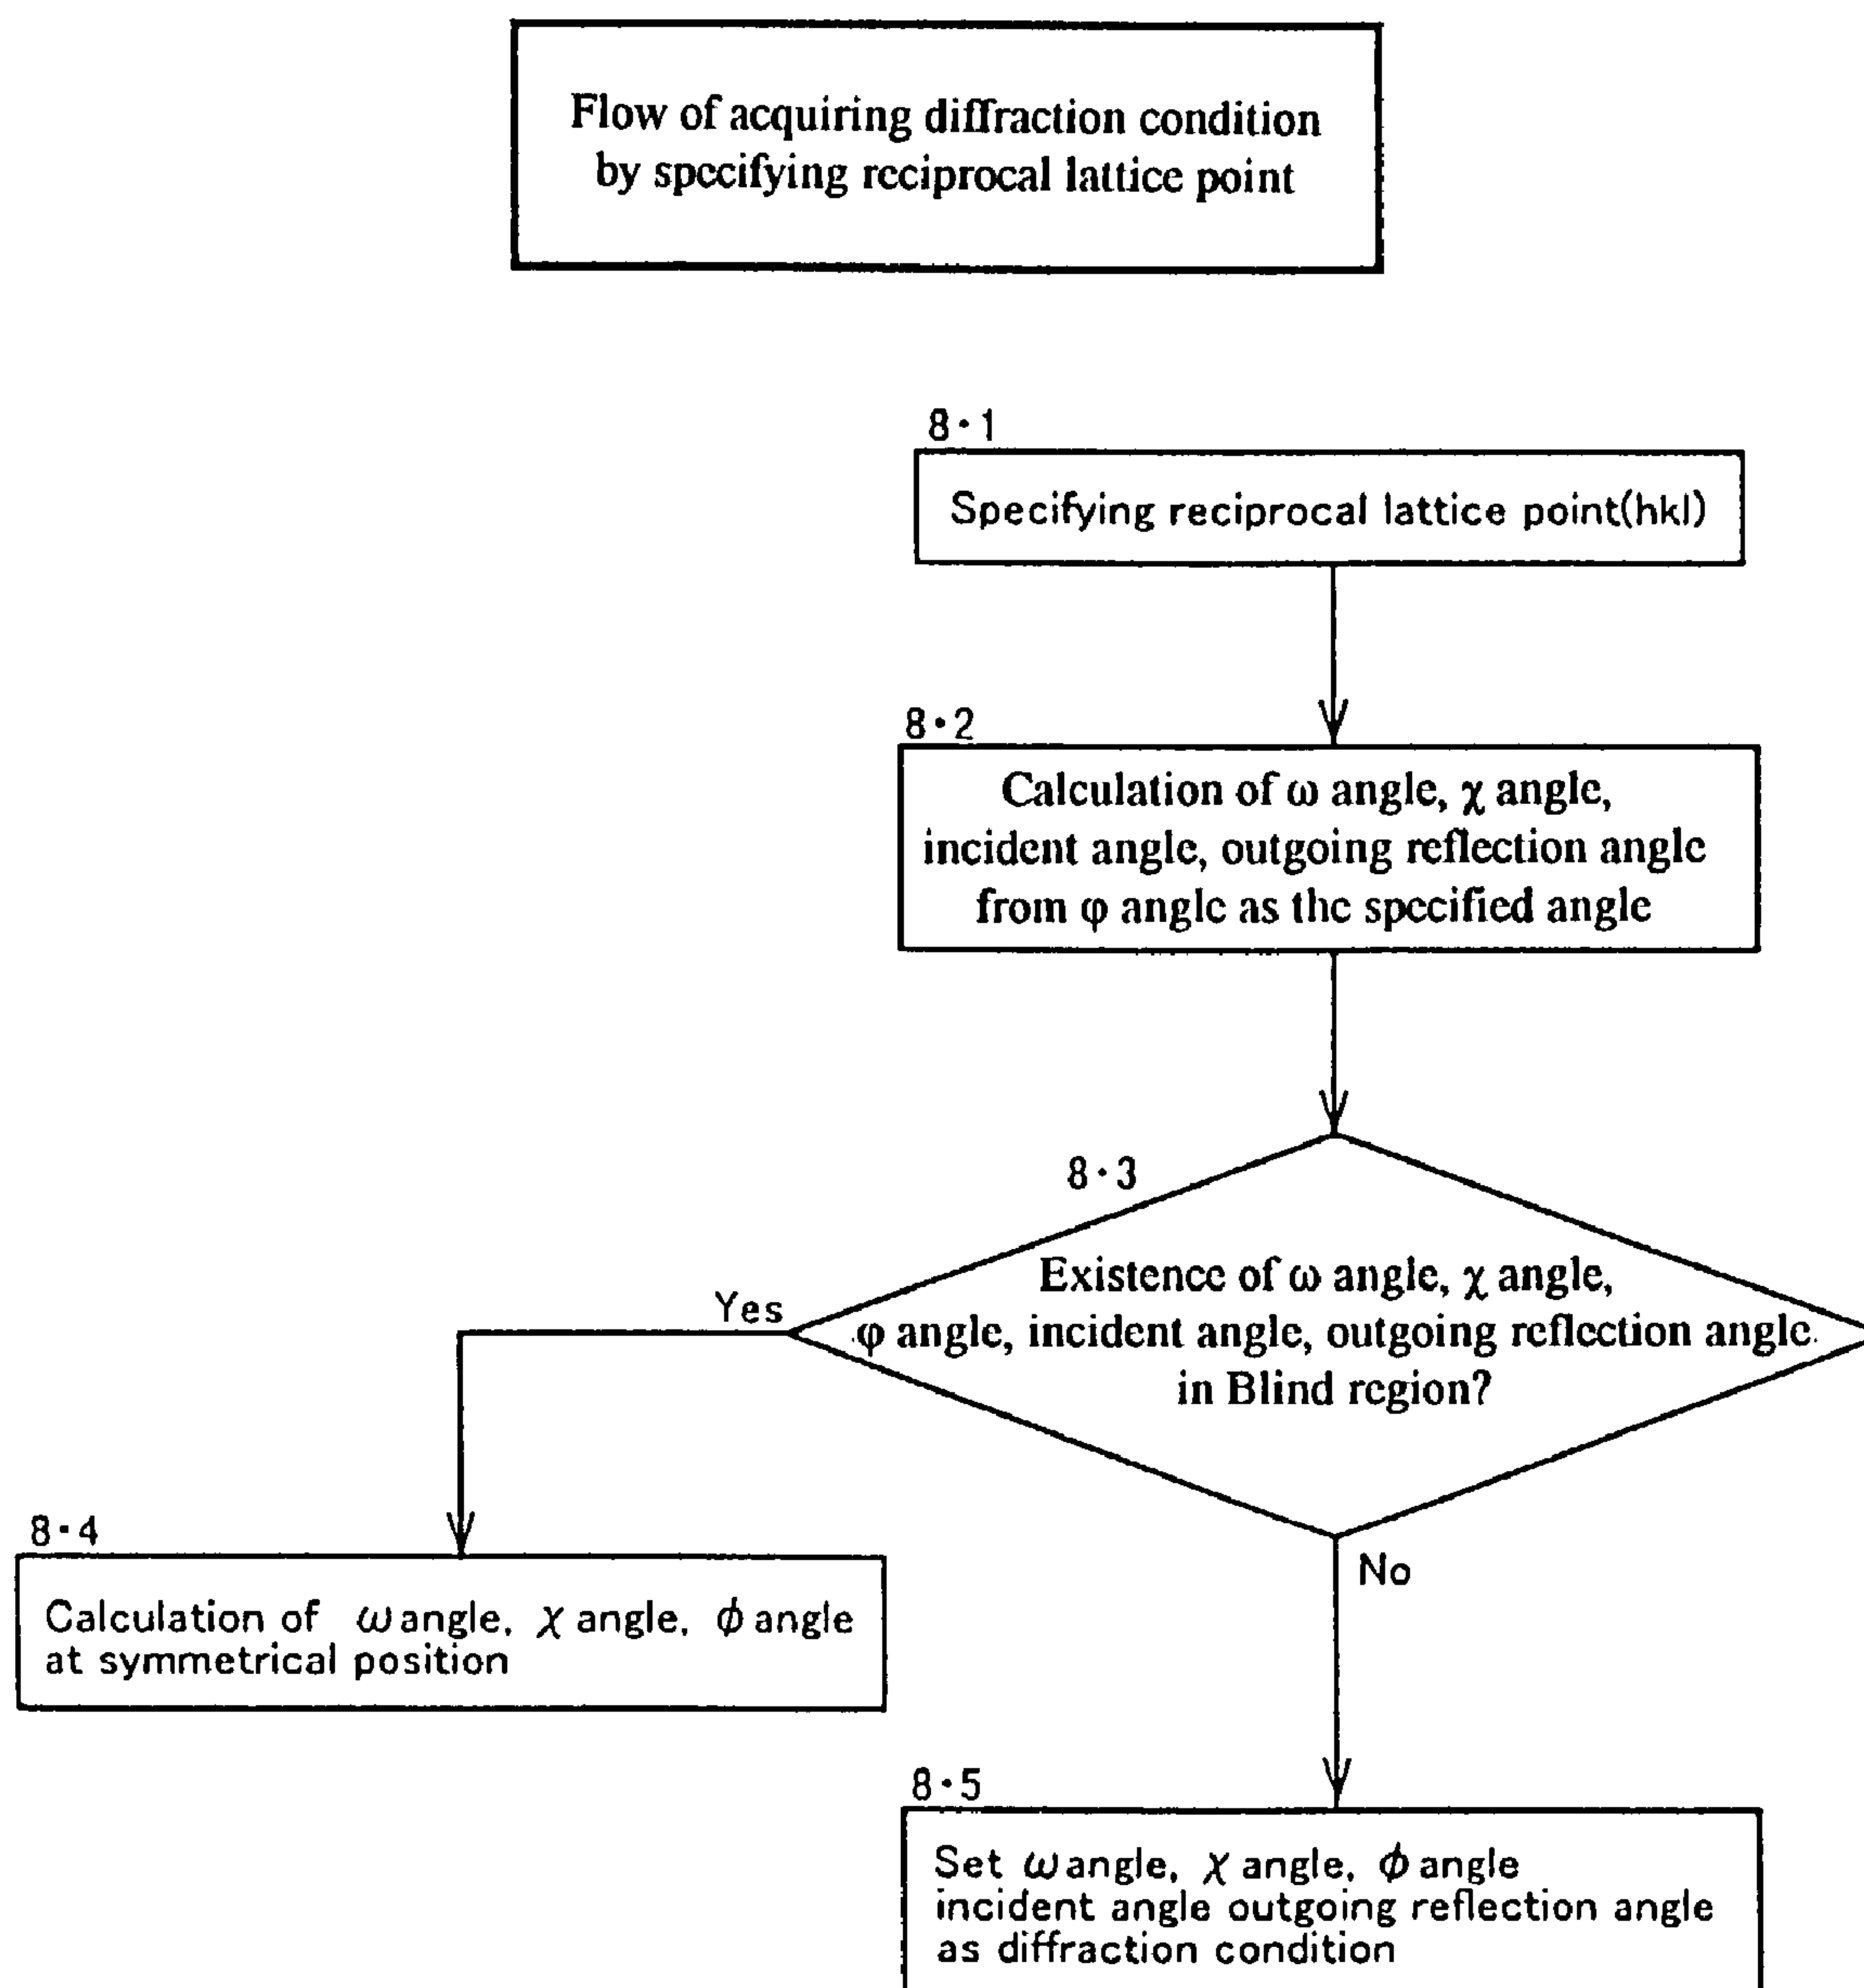 Flow of acquiring diffraction condition
by specifying reciprocal lattice point
8・1
Specifying reciprocal lattice point(hkl)
8・2
Calculation of ω angle, χ angle,
incident angle, outgoing reflection angle
from φ angle as the specified angle
8・3
Existence of ω angle, χ angle,
φ angle, incident angle, outgoing reflection angle
in Blind region?
Yes
No
8・4
Calculation of ω angle, χ angle, ϕ angle
at symmetrical position
8・5
Set ω angle, χ angle, ϕ angle
incident angle outgoing reflection angle
as diffraction condition